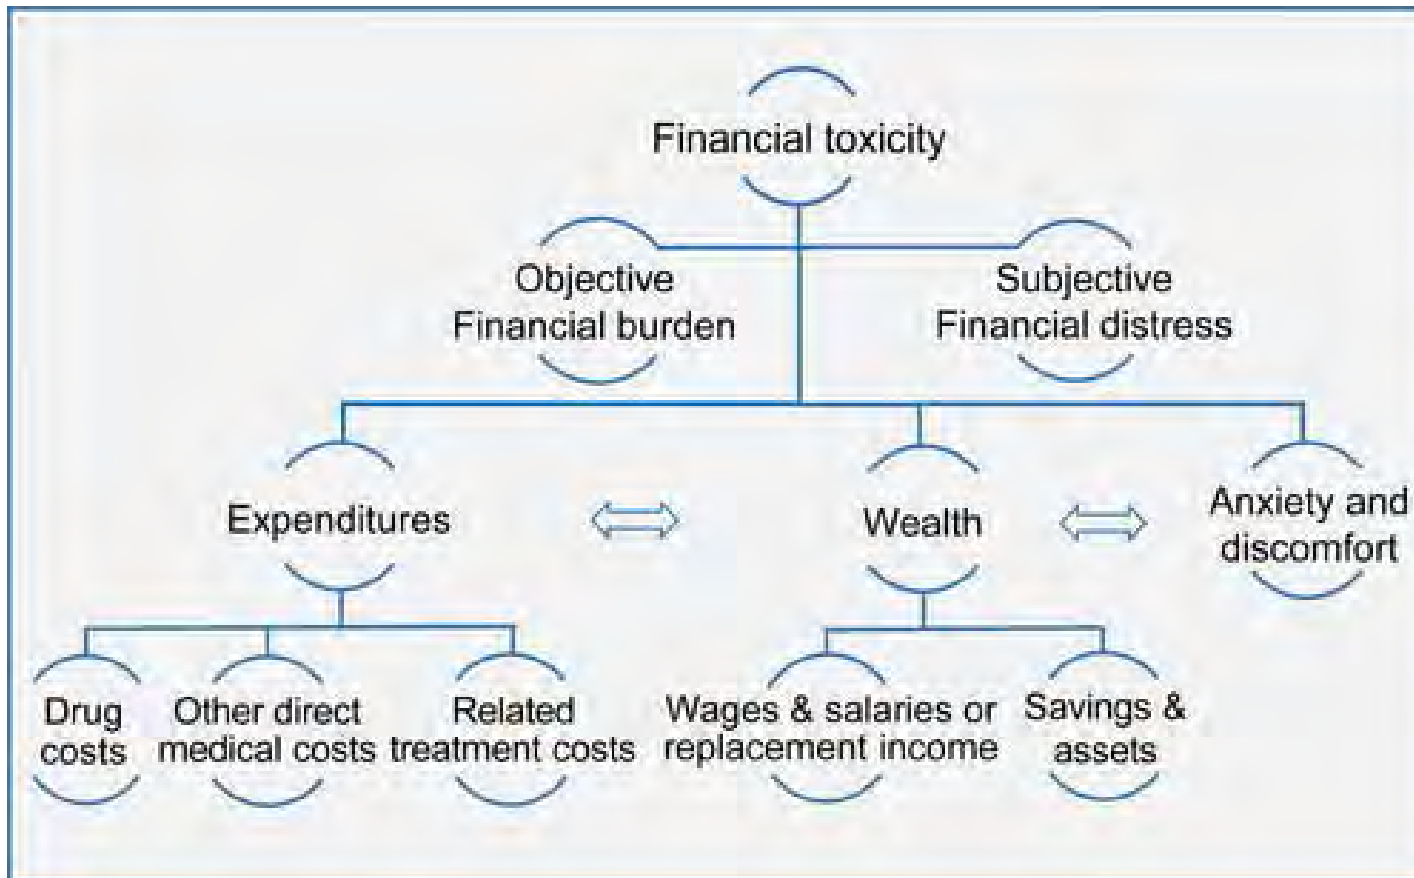 Financial toxicity
Objective
Financial burden
Subjective
Financial distress
Expenditures
Wealth
Anxiety and
discomfort
Drug
costs
Other direct
medical costs
Related
treatment costs
Wages & salaries or
replacement income
Savings &
assets